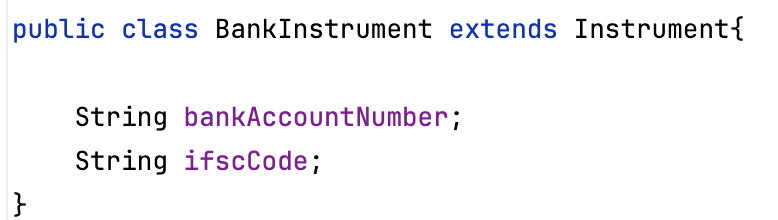 public class BankInstrument extends Instrument{
String bankAccountNumber;
String ifscCode;
}